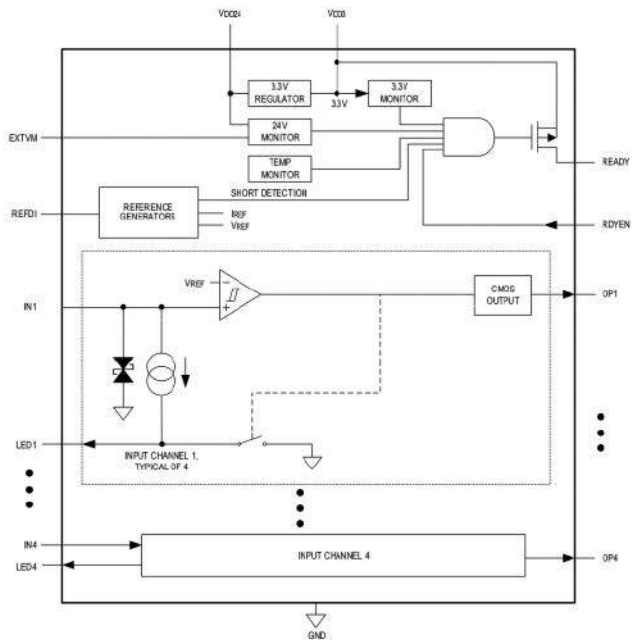 VDD24
VDD3
3.3V
REGULATOR
3.3V
3.3V
MONITOR
EXTVM
24V
MONITOR
TEMP
MONITOR
READY
SHORT DETECTION
REFDI
REFERENCE
GENERATORS
IREF
VREF
RDYEN
VREF
IN1
CMOS
OUTPUT
OP1
LED1
INPUT CHANNEL 1,
TYPICAL OF 4
IN4
LED4
INPUT CHANNEL 4
OP4
GND